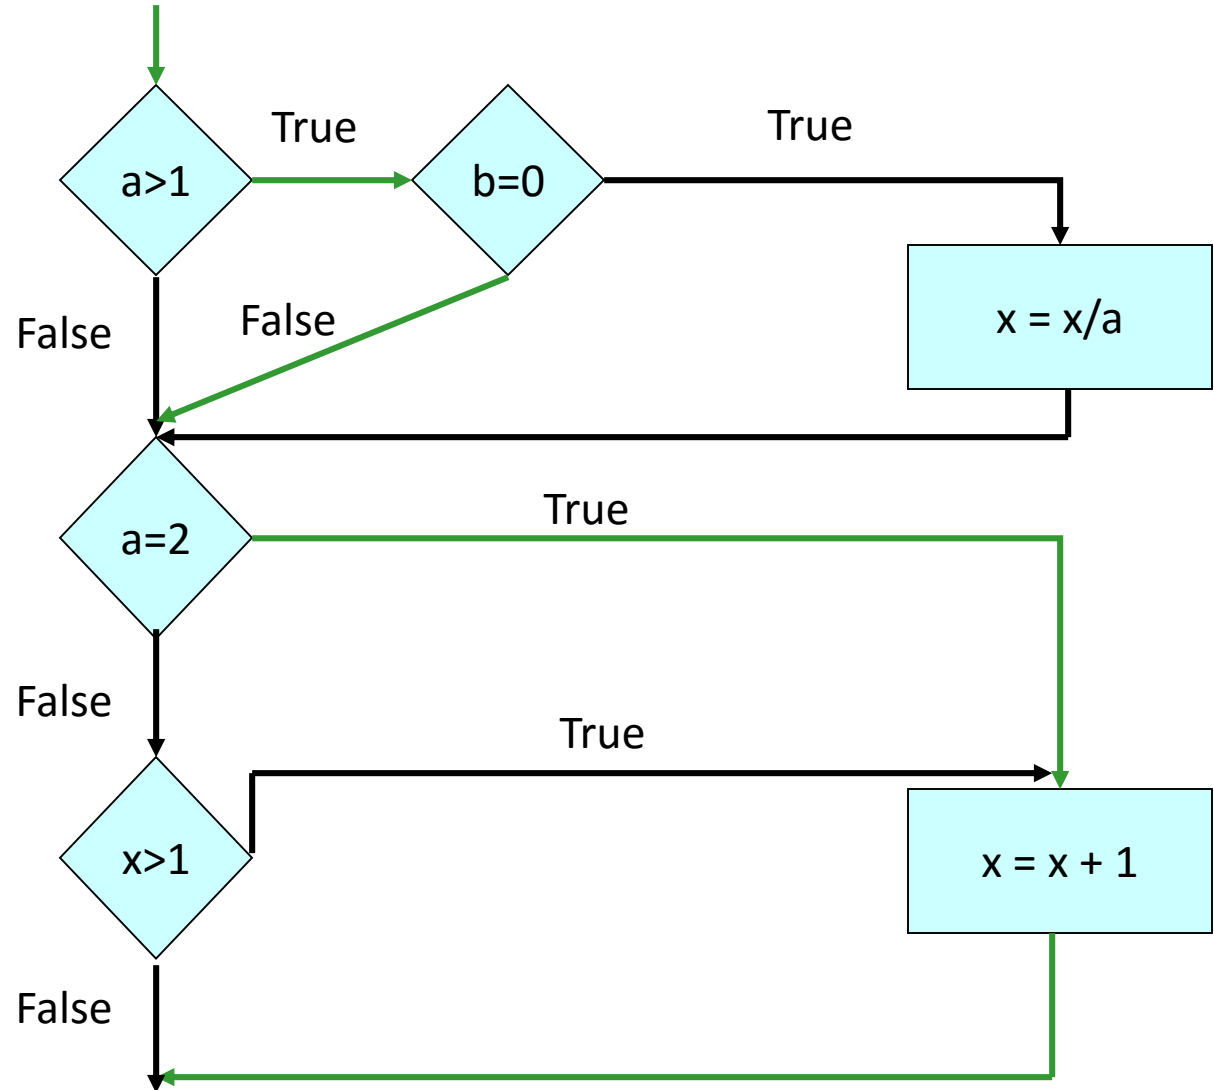 True
True
a>1
b=0
False
False
x = x/a
True
a=2
False
True
x>1
x = x + 1
False